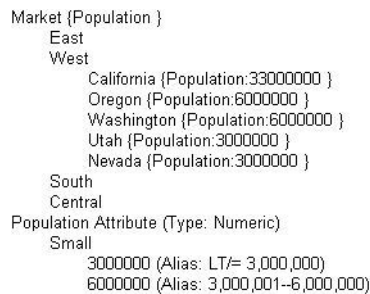 Market {Population }
East
West
California {Population:33000000 }
Oregon {Population:6000000 }
Washington {Population:6000000 }
Utah {Population:3000000 }
Nevada {Population:3000000 }
South
Central
Population Attribute (Type: Numeric)
Small
3000000 (Alias: LT/= 3,000,000)
6000000 (Alias: 3,000,001--6,000,000)